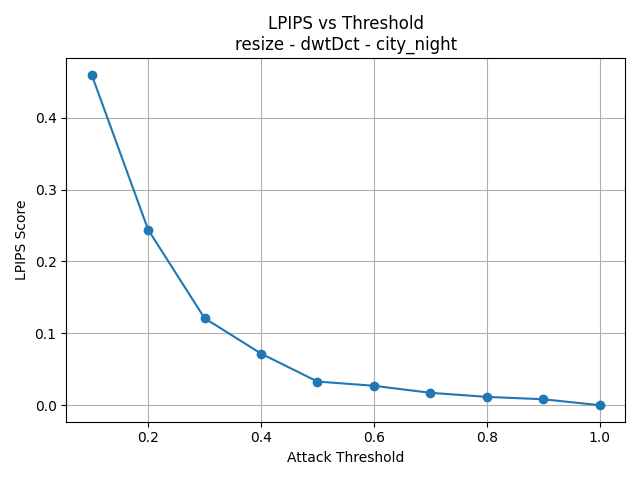 LPIPS vs Threshold
resize - dwtDct - city_night
LPIPS Score
0.4
0.3
0.2
0.1
0.0
0.2
0.4
0.6
0.8
1.0
Attack Threshold